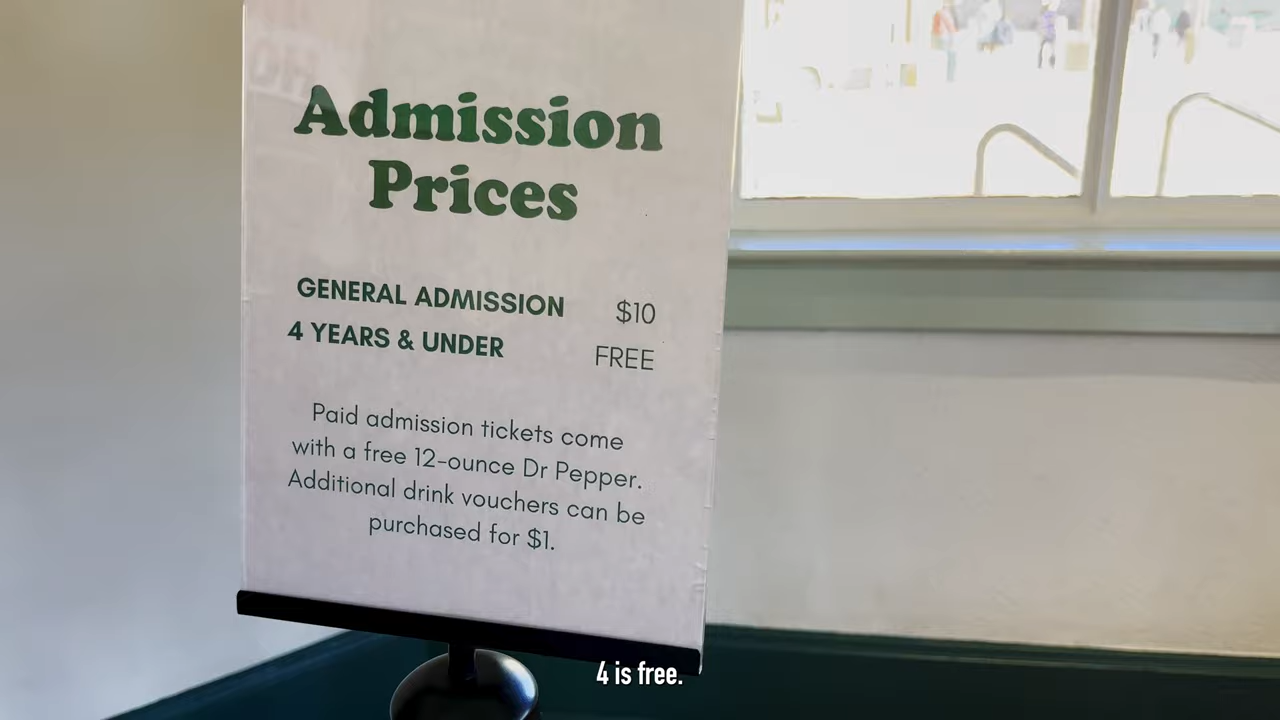 Admission
Prices
GENERAL ADMISSION $10
4 YEARS & UNDER FREE
Paid admission tickets come
with a free 12-ounce Dr Pepper.
Additional drink vouchers can be
purchased for $1.
4 is free.